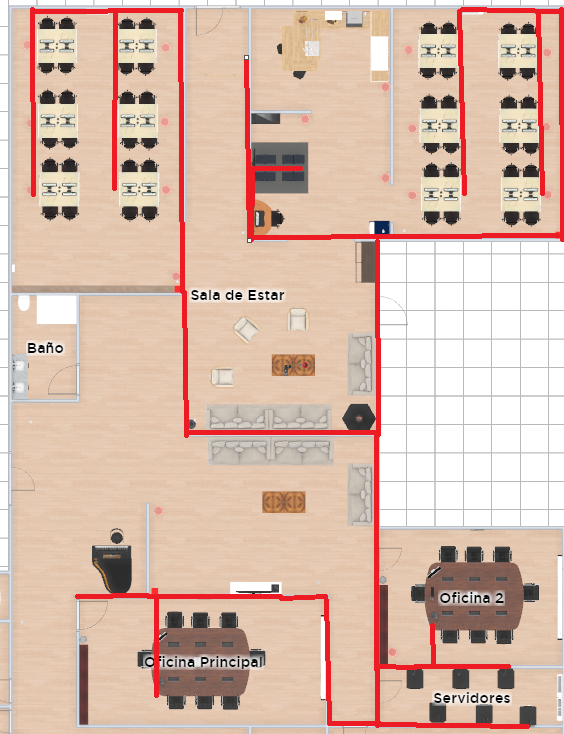 Sala de Estar
Baño
Oficina 2
Oficina Principal
Servidores